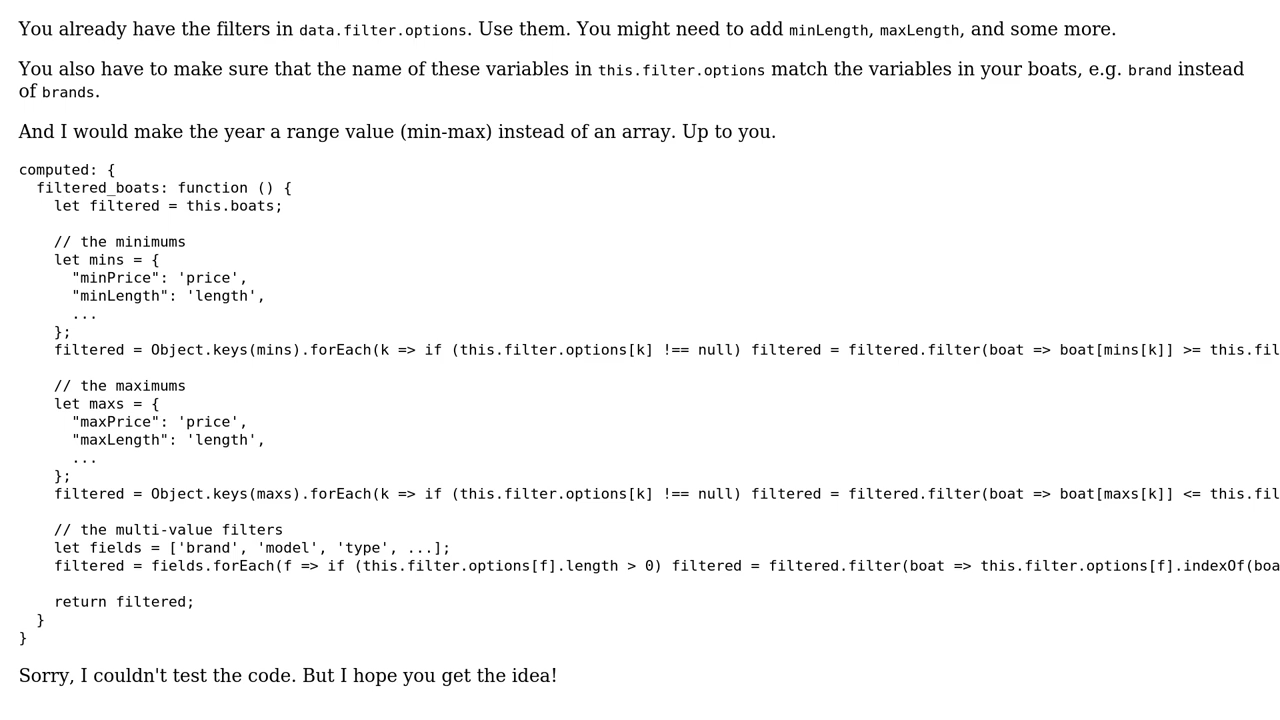 You already have the filters in data.filter.options. Use them. You might need to add minLength, maxLength, and some more.
You also have to make sure that the name of these variables in this.filter.options match the variables in your boats, e.g. brand instead
of brands.
And I would make the year a range value (min-max) instead of an array. Up to you.
computed: {
  filtered_boats: function () {
    let filtered = this.boats;

    // the minimums
    let mins = {
      "minPrice": 'price',
      "minLength": 'length',
      ...
    };
    filtered = Object.keys(mins).forEach(k => if (this.filter.options[k] !== null) filtered = filtered.filter(boat => boat[mins[k]] >= this.fil

    // the maximums
    let maxs = {
      "maxPrice": 'price',
      "maxLength": 'length',
      ...
    };
    filtered = Object.keys(maxs).forEach(k => if (this.filter.options[k] !== null) filtered = filtered.filter(boat => boat[maxs[k]] <= this.fil

    // the multi-value filters
    let fields = ['brand', 'model', 'type', ...];
    filtered = fields.forEach(f => if (this.filter.options[f].length > 0) filtered = filtered.filter(boat => this.filter.options[f].indexOf(boa

    return filtered;
  }
}
Sorry, I couldn't test the code. But I hope you get the idea!